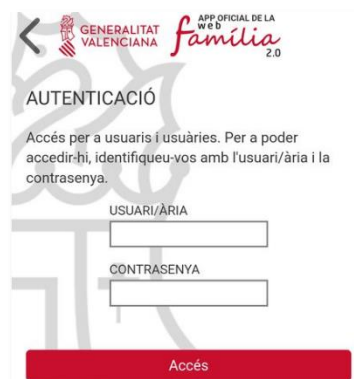 GENERALITAT
VALENCIANA
APP OFICIAL DE LA
web
família
2.0
AUTENTICACIÓ
Accés per a usuaris i usuàries. Per a poder
accedir-hi, identifiqueu-vos amb l'usuari/ària i la
contrasenya.
USUARI/ÀRIA
CONTRASENYA
Accés